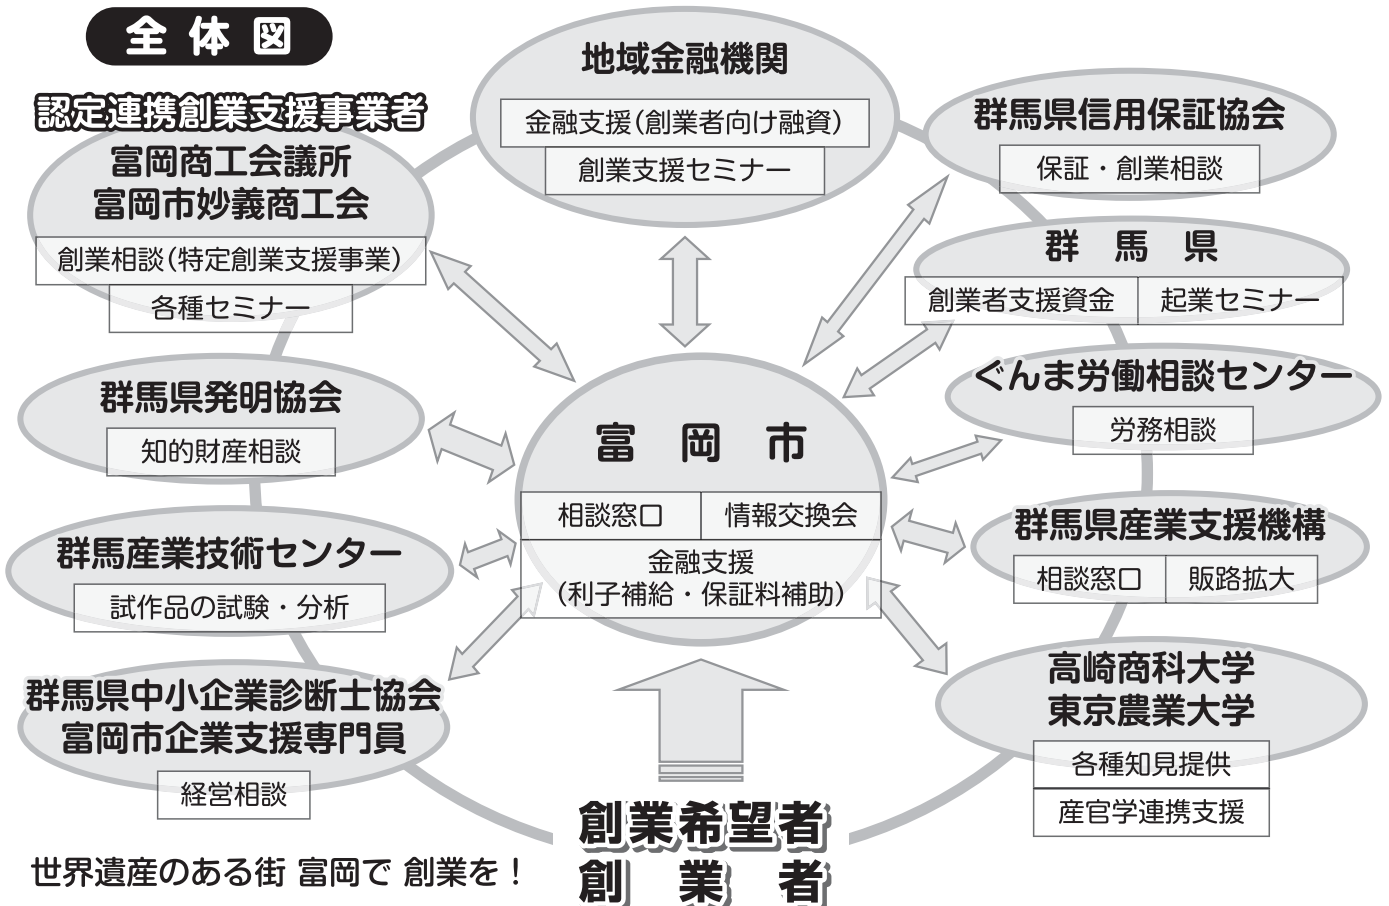 全体図
地域金融機関
金融支援(創業者向け融資)
創業支援セミナー
認定連携創業支援事業者
富岡商工会議所
富岡市妙義商工会
創業相談(特定創業支援事業)
各種セミナー
群馬県信用保証協会
保証・創業相談
群馬県
創業者支援資金
起業セミナー
群馬県発明協会
知的財産相談
ぐんま労働相談センター
労務相談
富岡市
相談窓口
情報交換会
金融支援
(利子補給・保証料補助)
群馬産業技術センター
試作品の試験・分析
群馬県産業支援機構
相談窓口
販路拡大
群馬県中小企業診断士協会
富岡市企業支援専門員
経営相談
高崎商科大学
東京農業大学
各種知見提供
産官学連携支援
創業希望者
創業者
世界遺産のある街 富岡で 創業を！